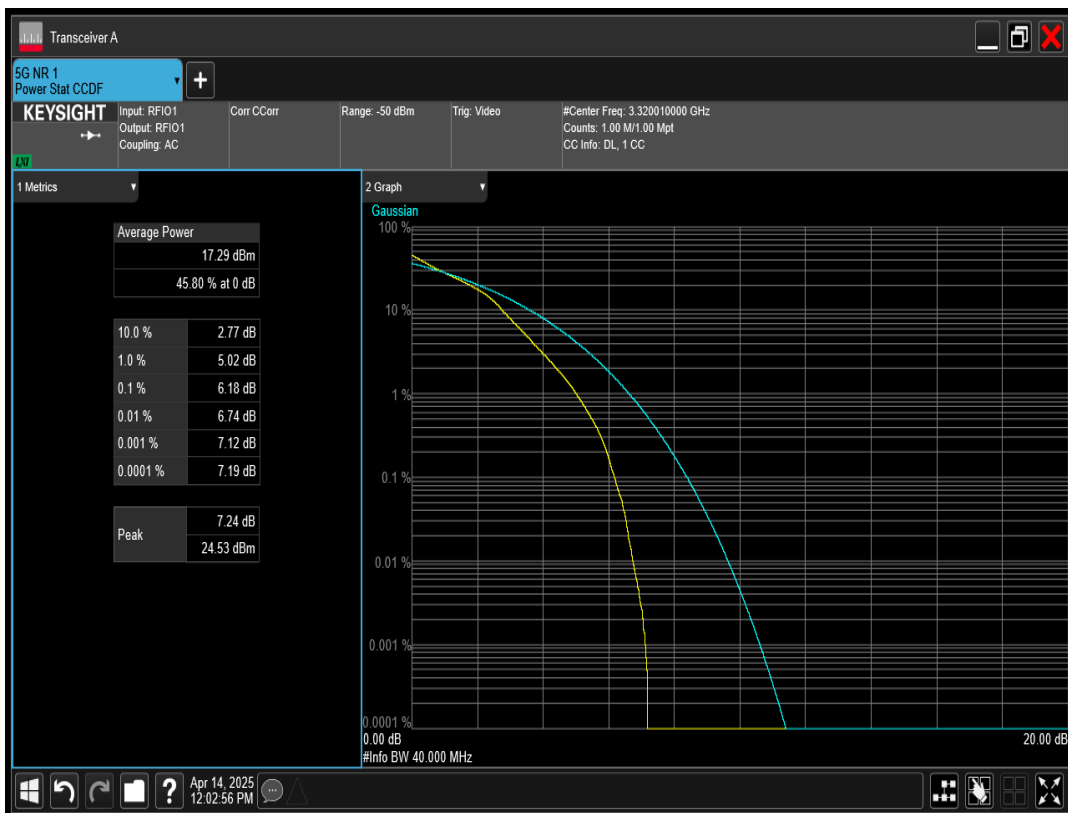 Transceiver A
5G NR 1
Power Stat CCDF
+
KEYSIGHT
LXI
Input: RFIO1
Output: RFIO1
Coupling: AC
Corr CCorr
Range: -50 dBm
Trig: Video
#Center Freq: 3.320010000 GHz
Counts: 1.00 M/1.00 Mpt
CC Info: DL, 1 CC
1 Metrics
Average Power
17.29 dBm
45.80 % at 0 dB
10.0 % 2.77 dB
1.0 % 5.02 dB
0.1 % 6.18 dB
0.01 % 6.74 dB
0.001 % 7.12 dB
0.0001 % 7.19 dB
Peak 7.24 dB
24.53 dBm
2 Graph
Gaussian
100 %
10 %
1 %
0.1 %
0.01 %
0.001 %
0.0001 %
0.00 dB 20.00 dB
#Info BW 40.000 MHz
?
Apr 14, 2025
12:02:56 PM